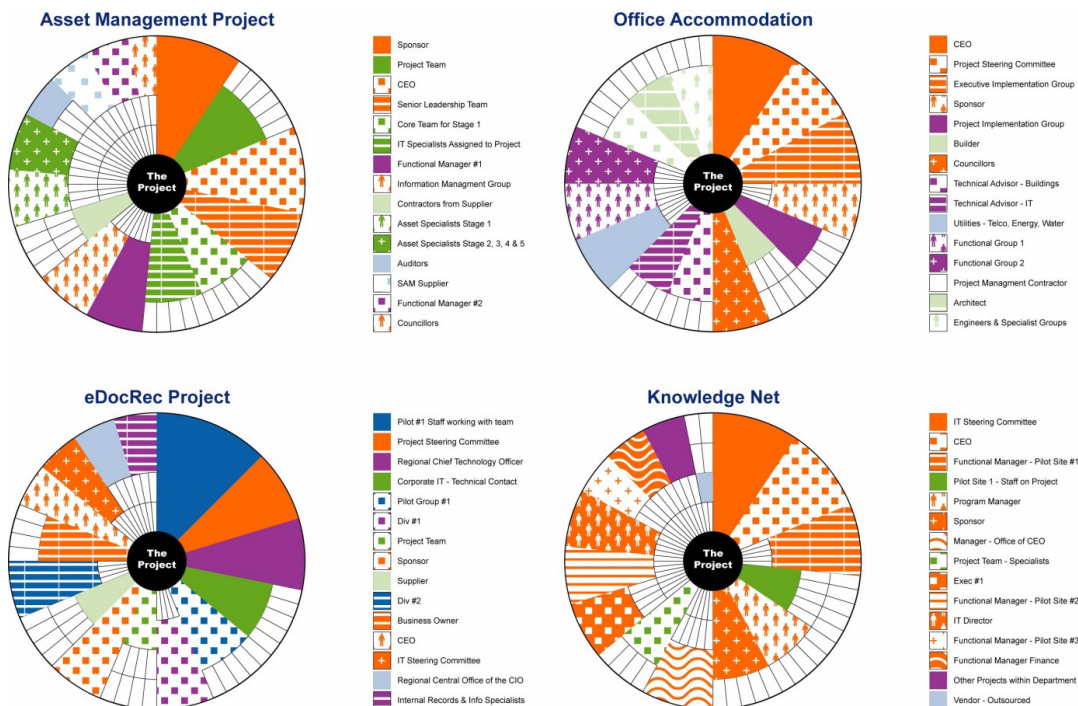 Asset Management Project
The
Project
Sponsor
Project Team
CEO
Senior Leadership Team
Core Team for Stage 1
IT Specialists Assigned to Project
Functional Manager #1
Information Managment Group
Contractors from Supplier
Asset Specialists Stage 1
Asset Specialists Stage 2, 3, 4 & 5
Auditors
SAM Supplier
Functional Manager #2
Councillors
Office Accommodation
The
Project
CEO
Project Steering Committee
Executive Implementation Group
Sponsor
Project Implementation Group
Builder
Councillors
Technical Advisor - Buildings
Technical Advisor - IT
Utilities - Telco, Energy, Water
Functional Group 1
Functional Group 2
Project Managment Contractor
Architect
Engineers & Specialist Groups
eDocRec Project
The
Project
Pilot #1 Staff working with team
Project Steering Committee
Regional Chief Technology Officer
Corporate IT - Technical Contact
Pilot Group #1
Div #1
Project Team
Sponsor
Supplier
Div #2
Business Owner
CEO
IT Steering Committee
Regional Central Office of the CIO
Internal Records & Info Specialists
Knowledge Net
The
Project
IT Steering Committee
CEO
Functional Manager - Pilot Site #1
Pilot Site 1 - Staff on Project
Program Manager
Sponsor
Manager - Office of CEO
Project Team - Specialists
Exec #1
Functional Manager - Pilot Site #2
IT Director
Functional Manager - Pilot Site #3
Functional Manager Finance
Other Projects within Department
Vendor - Outsourced